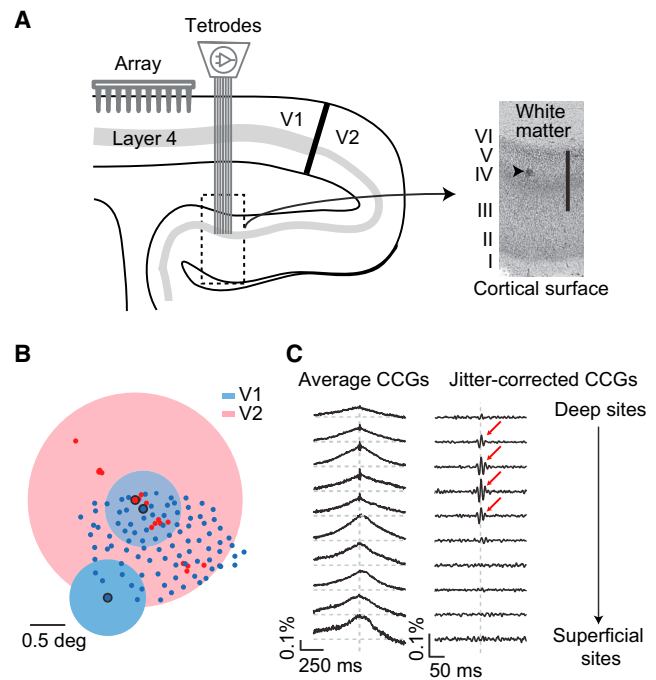 A
Tetrodes
Array
Layer 4
V1
V2
White
matter
VI
V
IV
III
II
I
Cortical surface
B
V1
V2
0.5 deg
C
Average CCGs
Jitter-corrected CCGs
Deep sites
Superficial
sites
0.1%
250 ms
0.1%
50 ms